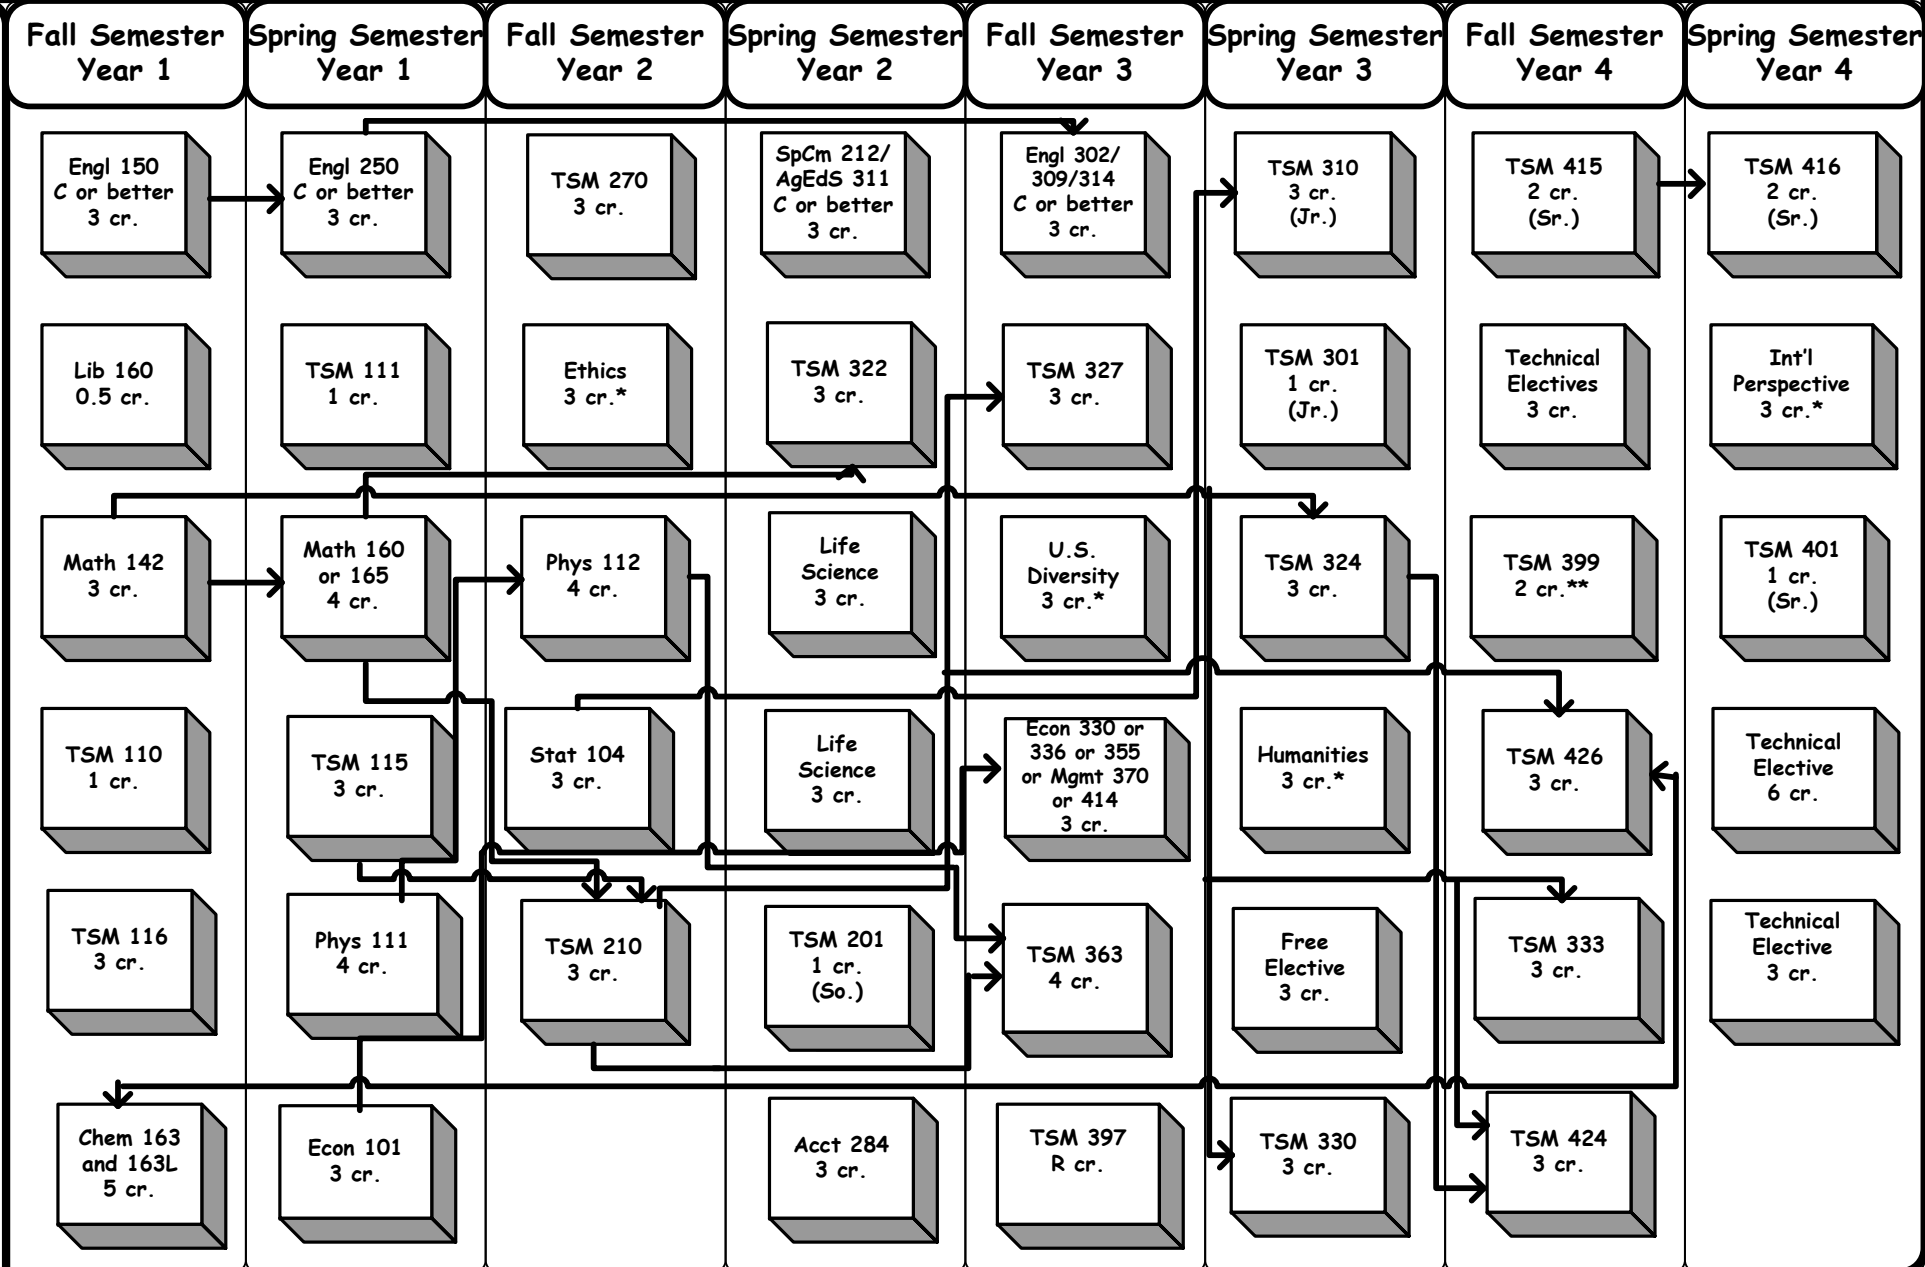 Fall Semester
Year 1
Spring Semester
Year 1
Fall Semester
Year 2
Spring Semester
Year 2
Fall Semester
Year 3
Spring Semester
Year 3
Fall Semester
Year 4
Spring Semester
Year 4
Engl 150
C or better
3 cr.
Engl 250
C or better
3 cr.
TSM 270
3 cr.
SpCm 212/
AgEdS 311
C or better
3 cr.
Engl 302/
309/314
C or better
3 cr.
TSM 310
3 cr.
(Jr.)
TSM 415
2 cr.
(Sr.)
TSM 416
2 cr.
(Sr.)
Lib 160
0.5 cr.
TSM 111
1 cr.
Ethics
3 cr.*
TSM 322
3 cr.
TSM 327
3 cr.
TSM 301
1 cr.
(Jr.)
Technical
Electives
3 cr.
Int'l
Perspective
3 cr.*
Math 142
3 cr.
Math 160
or 165
4 cr.
Phys 112
4 cr.
Life
Science
3 cr.
U.S.
Diversity
3 cr.*
TSM 324
3 cr.
TSM 399
2 cr.**
TSM 401
1 cr.
(Sr.)
TSM 110
1 cr.
TSM 115
3 cr.
Stat 104
3 cr.
Life
Science
3 cr.
Econ 330 or
336 or 355
or Mgmt 370
or 414
3 cr.
Humanities
3 cr.*
TSM 426
3 cr.
Technical
Elective
6 cr.
TSM 116
3 cr.
Phys 111
4 cr.
TSM 210
3 cr.
TSM 201
1 cr.
(So.)
TSM 363
4 cr.
Free
Elective
3 cr.
TSM 333
3 cr.
Technical
Elective
3 cr.
Chem 163
and 163L
5 cr.
Econ 101
3 cr.
Acct 284
3 cr.
TSM 397
R cr.
TSM 330
3 cr.
TSM 424
3 cr.